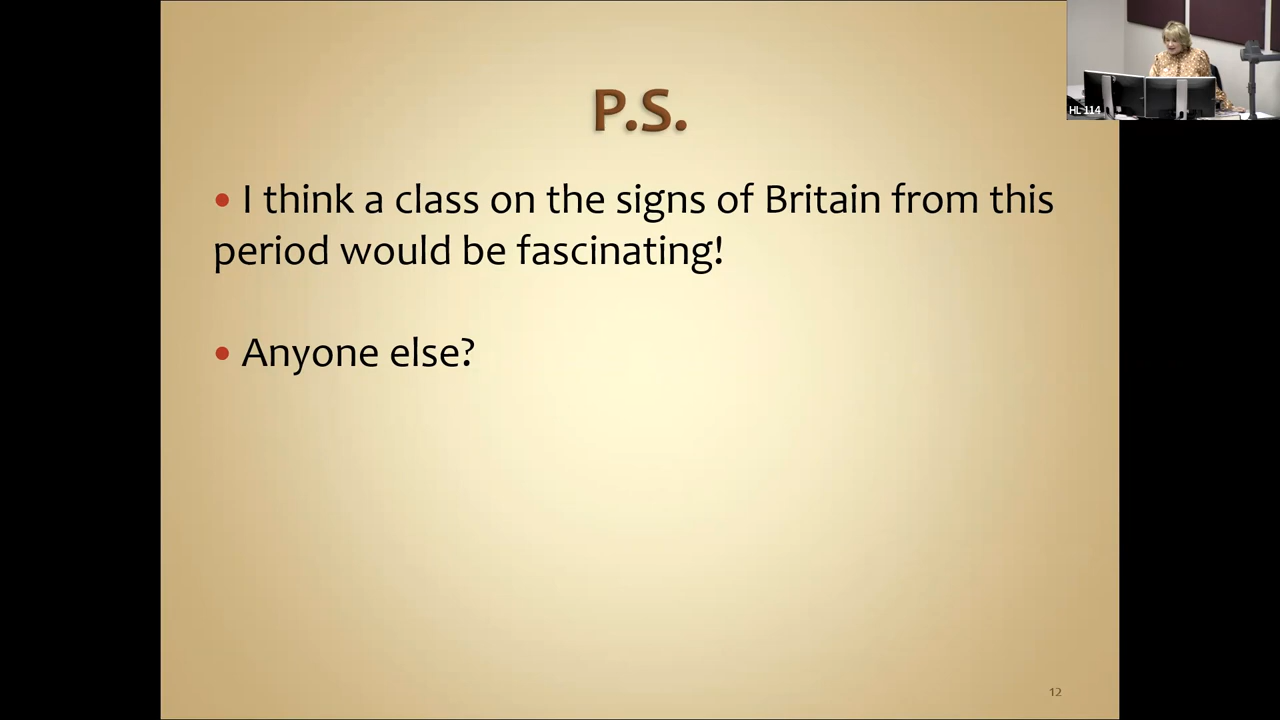 P.S.
• I think a class on the signs of Britain from this
period would be fascinating!
• Anyone else?
12
HL 114